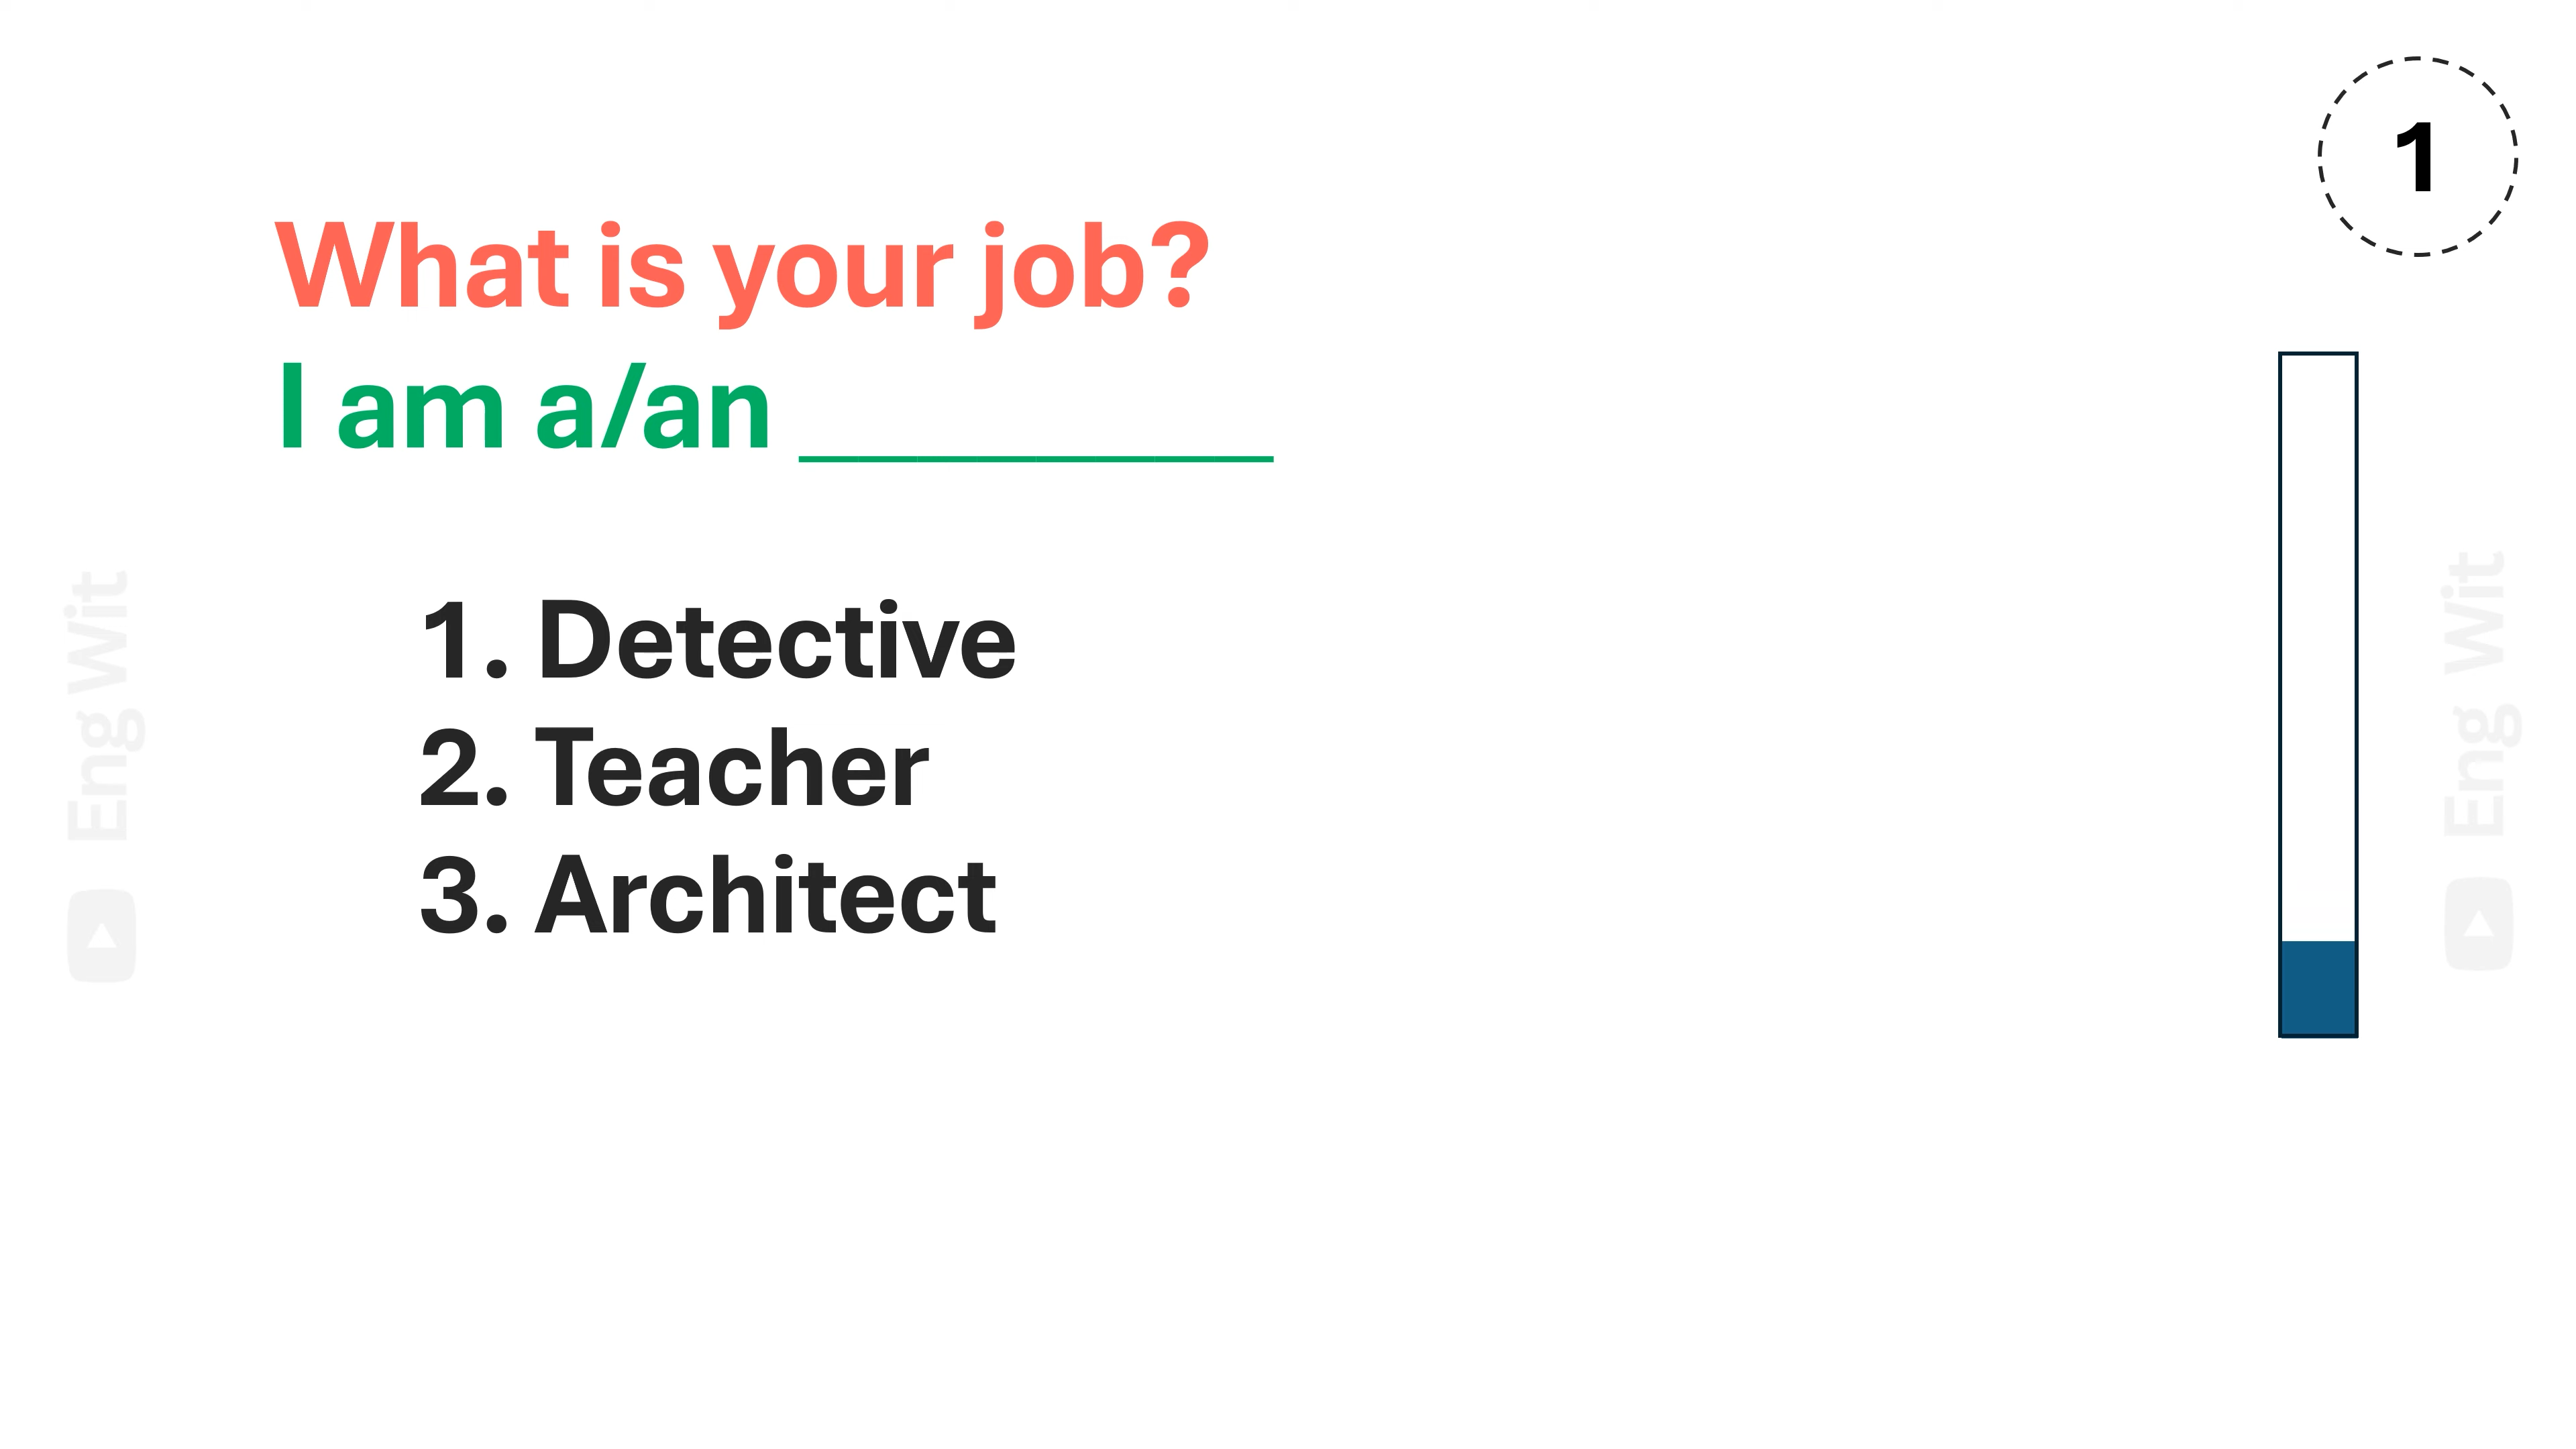 1
What is your job?
I am a/an ________
1. Detective
2. Teacher
3. Architect
Eng Wit
Eng Wit